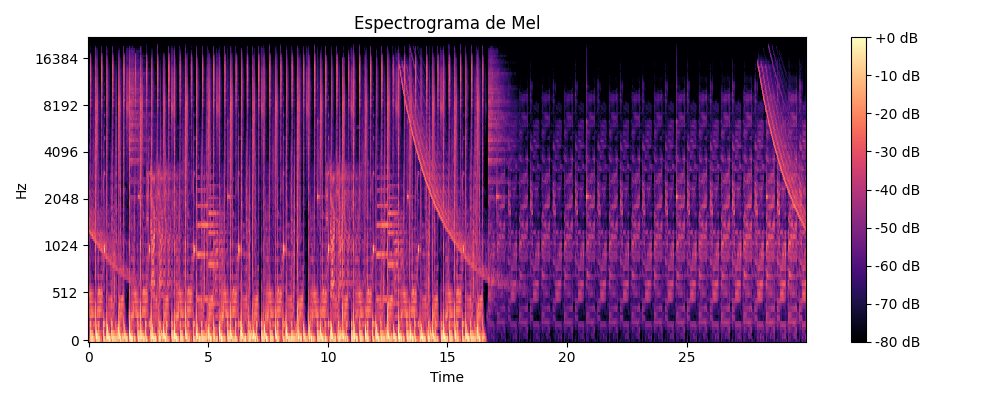 Espectrograma de Mel
Hz
16384
8192
4096
2048
1024
512
0
0 5 10 15 20 25
Time
+0 dB
-10 dB
-20 dB
-30 dB
-40 dB
-50 dB
-60 dB
-70 dB
-80 dB